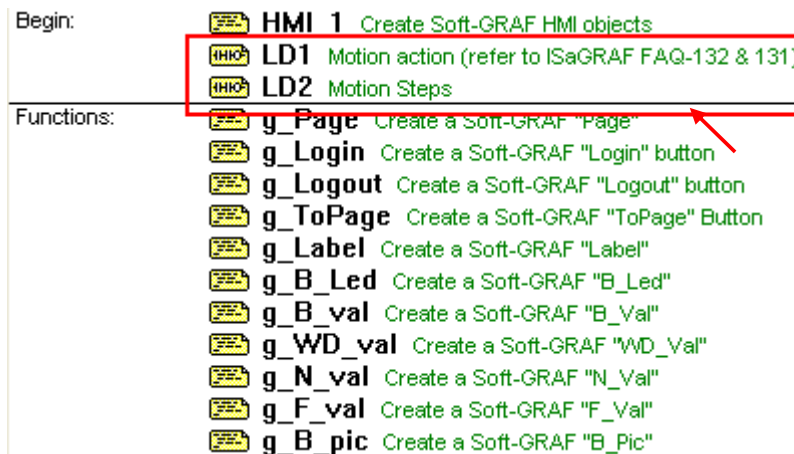 Begin: HMI_1 Create Soft-GRAF HMI objects
LD1 Motion action (refer to ISaGRAF FAQ-132 & 131)
LD2 Motion Steps
Functions: g_Page Create a Soft-GRAF "Page"
g_Login Create a Soft-GRAF "Login" button
g_Logout Create a Soft-GRAF "Logout" button
g_ToPage Create a Soft-GRAF "ToPage" Button
g_Label Create a Soft-GRAF "Label"
g_B_Led Create a Soft-GRAF "B_Led"
g_B_val Create a Soft-GRAF "B_Val"
g_WD_val Create a Soft-GRAF "WD_Val"
g_N_val Create a Soft-GRAF "N_Val"
g_F_val Create a Soft-GRAF "F_Val"
g_B_pic Create a Soft-GRAF "B_Pic"